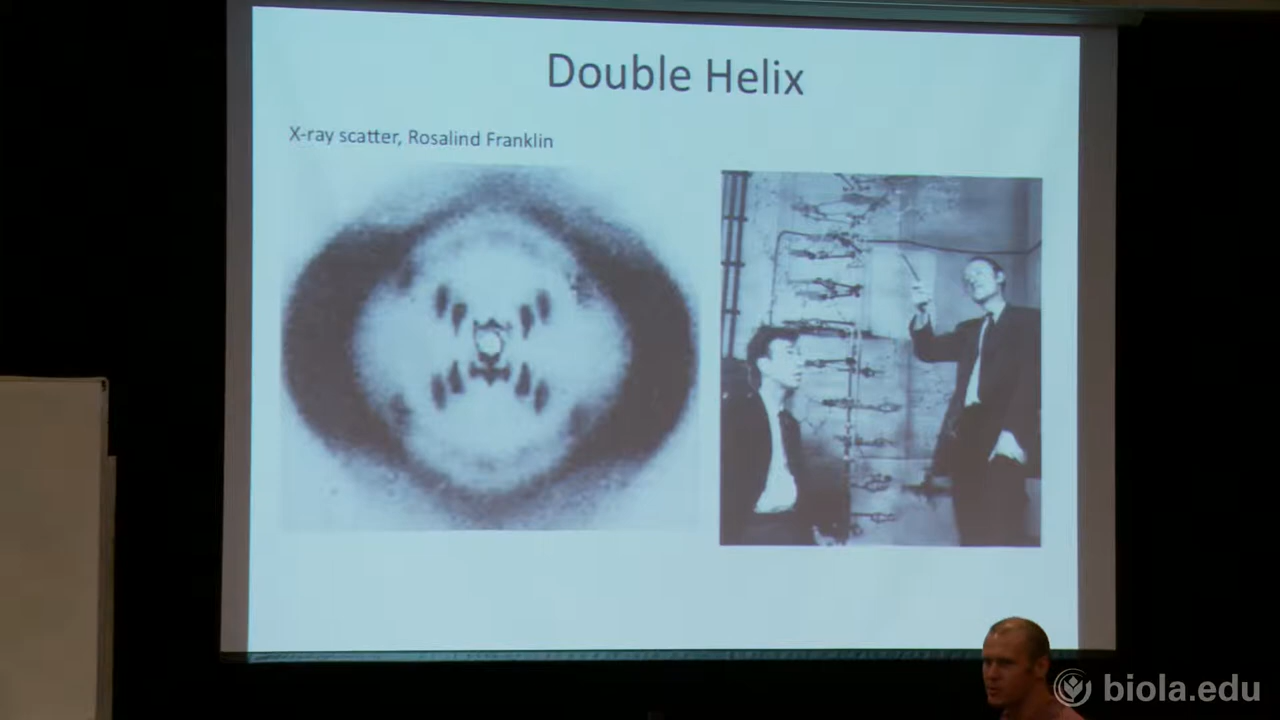 Double Helix
X-ray scatter, Rosalind Franklin
biola.edu